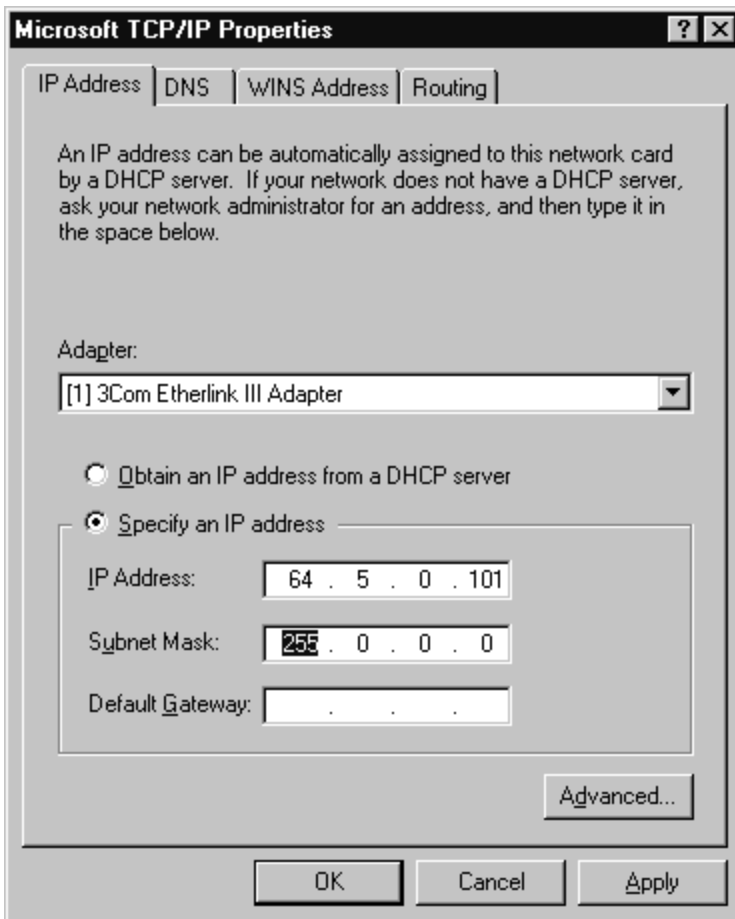 Microsoft TCP/IP Properties
IP Address DNS WINS Address Routing
An IP address can be automatically assigned to this network card
by a DHCP server. If your network does not have a DHCP server,
ask your network administrator for an address, and then type it in
the space below.
Adapter:
[1] 3Com Etherlink III Adapter
Obtain an IP address from a DHCP server
Specify an IP address
IP Address: 64 . 5 . 0 . 101
Subnet Mask: 255 . 0 . 0 . 0
Default Gateway: . . .
Advanced...
OK Cancel Apply